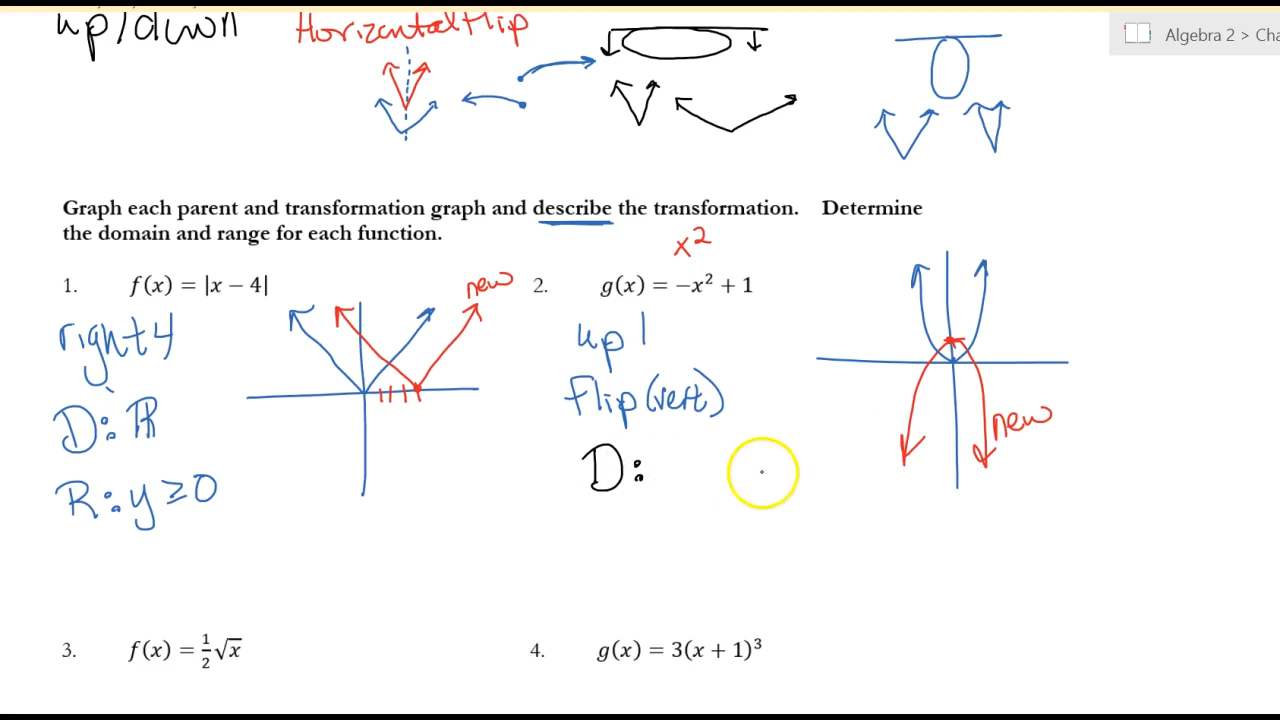 up/down
Horizontal Flip
Algebra 2 > Cha
Graph each parent and transformation graph and describe the transformation. Determine
the domain and range for each function.
x²
1. f(x) = |x − 4|
new
2. g(x) = −x² + 1
right 4
up 1
D: ℝ
flip (vert)
new
R: y ≥ 0
D:
3. f(x) = ½√x
4. g(x) = 3(x + 1)³